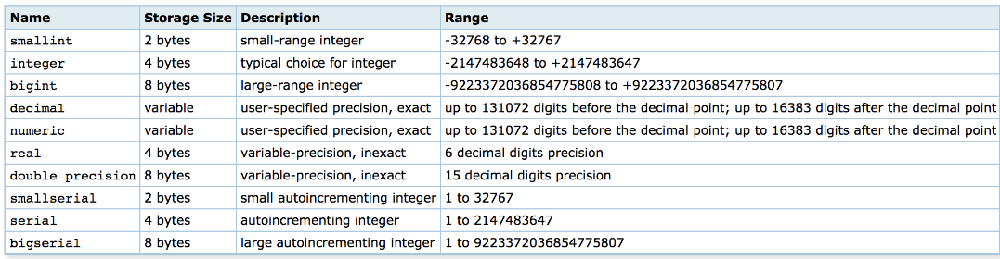 Name Storage Size Description Range
smallint 2 bytes small-range integer -32768 to +32767
integer 4 bytes typical choice for integer -2147483648 to +2147483647
bigint 8 bytes large-range integer -9223372036854775808 to +9223372036854775807
decimal variable user-specified precision, exact up to 131072 digits before the decimal point; up to 16383 digits after the decimal point
numeric variable user-specified precision, exact up to 131072 digits before the decimal point; up to 16383 digits after the decimal point
real 4 bytes variable-precision, inexact 6 decimal digits precision
double precision 8 bytes variable-precision, inexact 15 decimal digits precision
smallserial 2 bytes small autoincrementing integer 1 to 32767
serial 4 bytes autoincrementing integer 1 to 2147483647
bigserial 8 bytes large autoincrementing integer 1 to 9223372036854775807